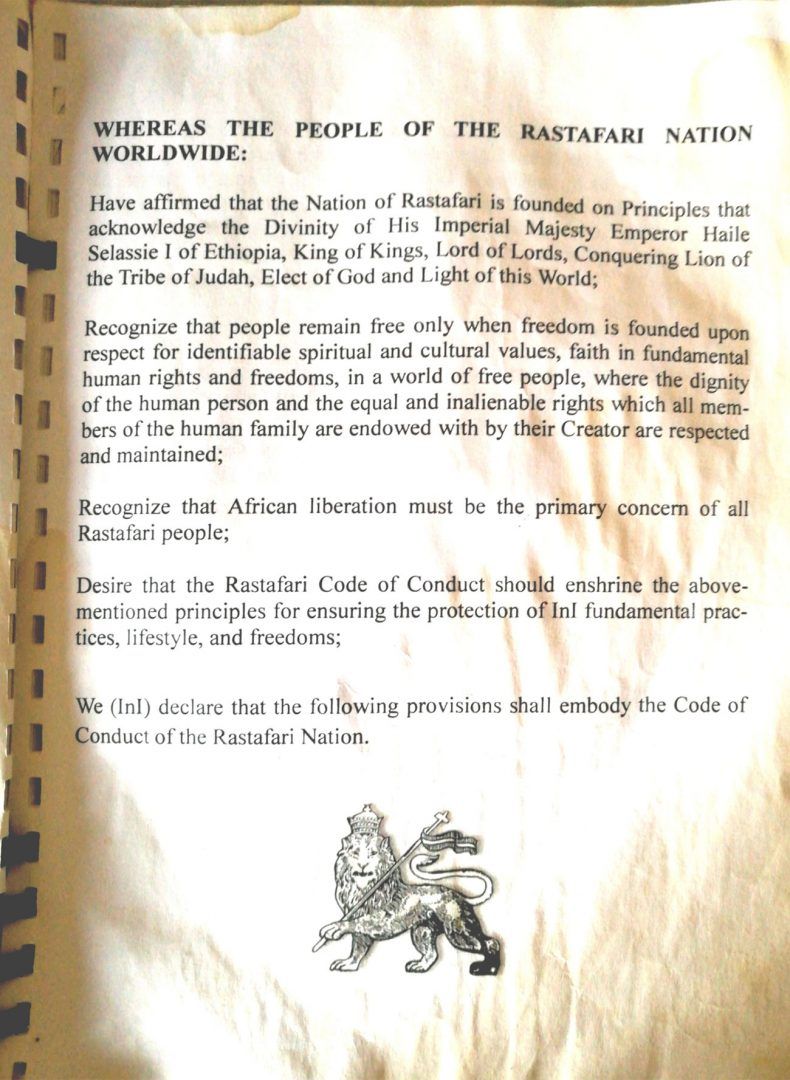 WHEREAS THE PEOPLE OF THE RASTAFARI NATION
WORLDWIDE:
Have affirmed that the Nation of Rastafari is founded on Principles that
acknowledge the Divinity of His Imperial Majesty Emperor Haile
Selassie I of Ethiopia, King of Kings, Lord of Lords, Conquering Lion of
the Tribe of Judah, Elect of God and Light of this World;
Recognize that people remain free only when freedom is founded upon
respect for identifiable spiritual and cultural values, faith in fundamental
human rights and freedoms, in a world of free people, where the dignity
of the human person and the equal and inalienable rights which all mem-
bers of the human family are endowed with by their Creator are respected
and maintained;
Recognize that African liberation must be the primary concern of all
Rastafari people;
Desire that the Rastafari Code of Conduct should enshrine the above-
mentioned principles for ensuring the protection of InI fundamental prac-
tices, lifestyle, and freedoms;
We (InI) declare that the following provisions shall embody the Code of
Conduct of the Rastafari Nation.